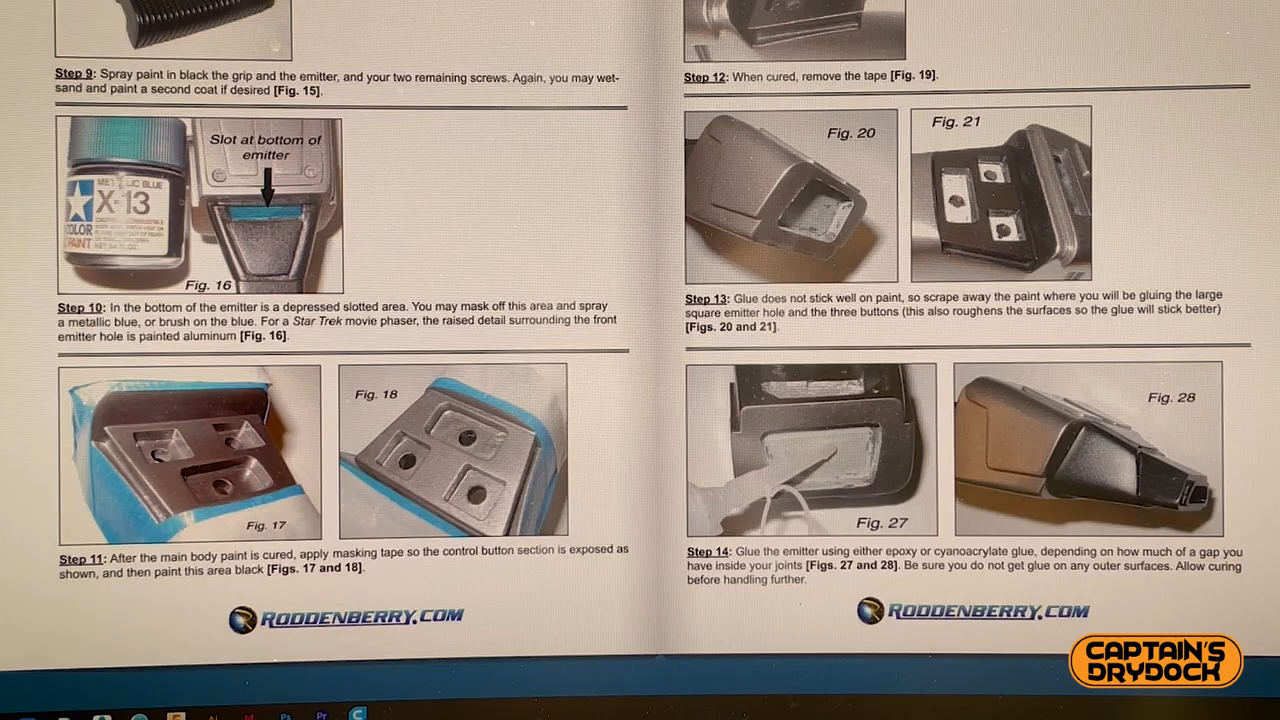 Step 9: Spray paint in black the grip and the emitter, and your two remaining screws. Again, you may wet-
sand and paint a second coat if desired [Fig. 15].
Slot at bottom of
emitter
X-13
COLOR
PAINT
Fig. 16
Step 10: In the bottom of the emitter is a depressed slotted area. You may mask off this area and spray
a metallic blue, or brush on the blue. For a Star Trek movie phaser, the raised detail surrounding the front
emitter hole is painted aluminum [Fig. 16].
Fig. 17
Fig. 18
Step 11: After the main body paint is cured, apply masking tape so the control button section is exposed as
shown, and then paint this area black [Figs. 17 and 18].
RODDENBERRY.COM
Step 12: When cured, remove the tape [Fig. 19].
Fig. 20
Fig. 21
Step 13: Glue does not stick well on paint, so scrape away the paint where you will be gluing the large
square emitter hole and the three buttons (this also roughens the surfaces so the glue will stick better)
[Figs. 20 and 21].
Fig. 27
Fig. 28
Step 14: Glue the emitter using either epoxy or cyanoacrylate glue, depending on how much of a gap you
have inside your joints [Figs. 27 and 28]. Be sure you do not get glue on any outer surfaces. Allow curing
before handling further.
RODDENBERRY.COM
CAPTAIN'S
DRYDOCK
Ps
Pr